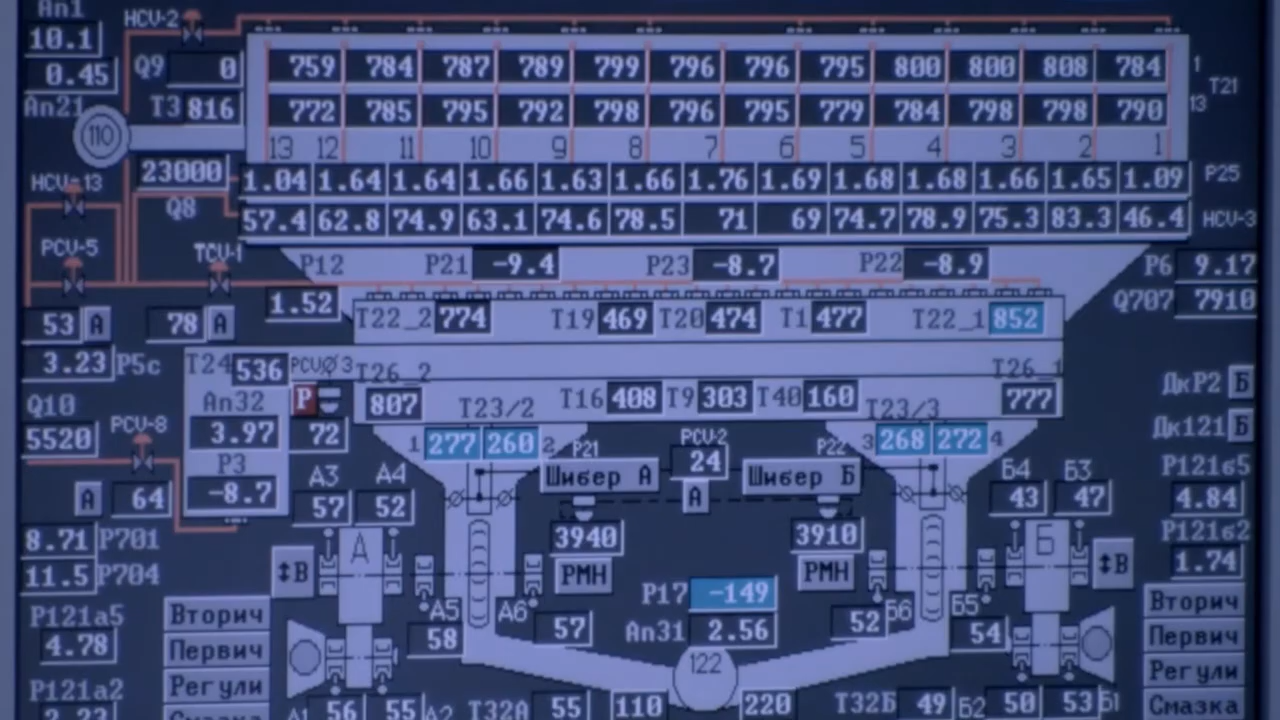 Ап1
HCV-2
10.1
759 784 787 789 799 796 796 795 800 800 808 784 1
0.45 Q9 0
T21
Ап21 T3 816 772 785 795 792 798 796 795 779 784 798 798 790 13
110
13 12 11 10 9 8 7 6 5 4 3 2 1
HCV-13 23000 1.04 1.64 1.64 1.66 1.63 1.66 1.76 1.69 1.68 1.68 1.66 1.65 1.09 P25
Q8 57.4 62.8 74.9 63.1 74.6 78.5 71 69 74.7 78.9 75.3 83.3 46.4 HCV-3
PCV-5 TCV-1 P12 P21 -9.4 P23 -8.7 P22 -8.9 P6 9.17
1.52 Q707 7910
53 А 78 А T22_2 774 T19 469 T20 474 T1 477 T22_1 852
3.23 P5c T24 536 PCVØ3 T26_2 T26_1
ДкР2 Б
Q10 Ап32 P 807 T23/2 T16 408 T9 303 T40 160 T23/3 777
5520 PCV-8 3.97 72 1 277 260 2 P21 PCV-2 P22 3 268 272 4 Дк121 Б
P3 A3 A4 Шибер А 24 Шибер Б Б4 Б3 P121б5
А 64 -8.7 57 52 А 43 47 4.84
8.71 P701 А 3940 3910 Б P121б2
11.5 P704 ↕В РМН РМН ↕В 1.74
P121a5 Вторич A5 A6 P17 -149 Б6 Б5 Вторич
4.78 Первич 58 57 Ап31 2.56 52 54 Первич
P121a2 Регули 122 Регули
2.23 Смазка A1 56 55 A2 T32A 55 110 220 T32Б 49 Б2 50 53 Б1 Смазка